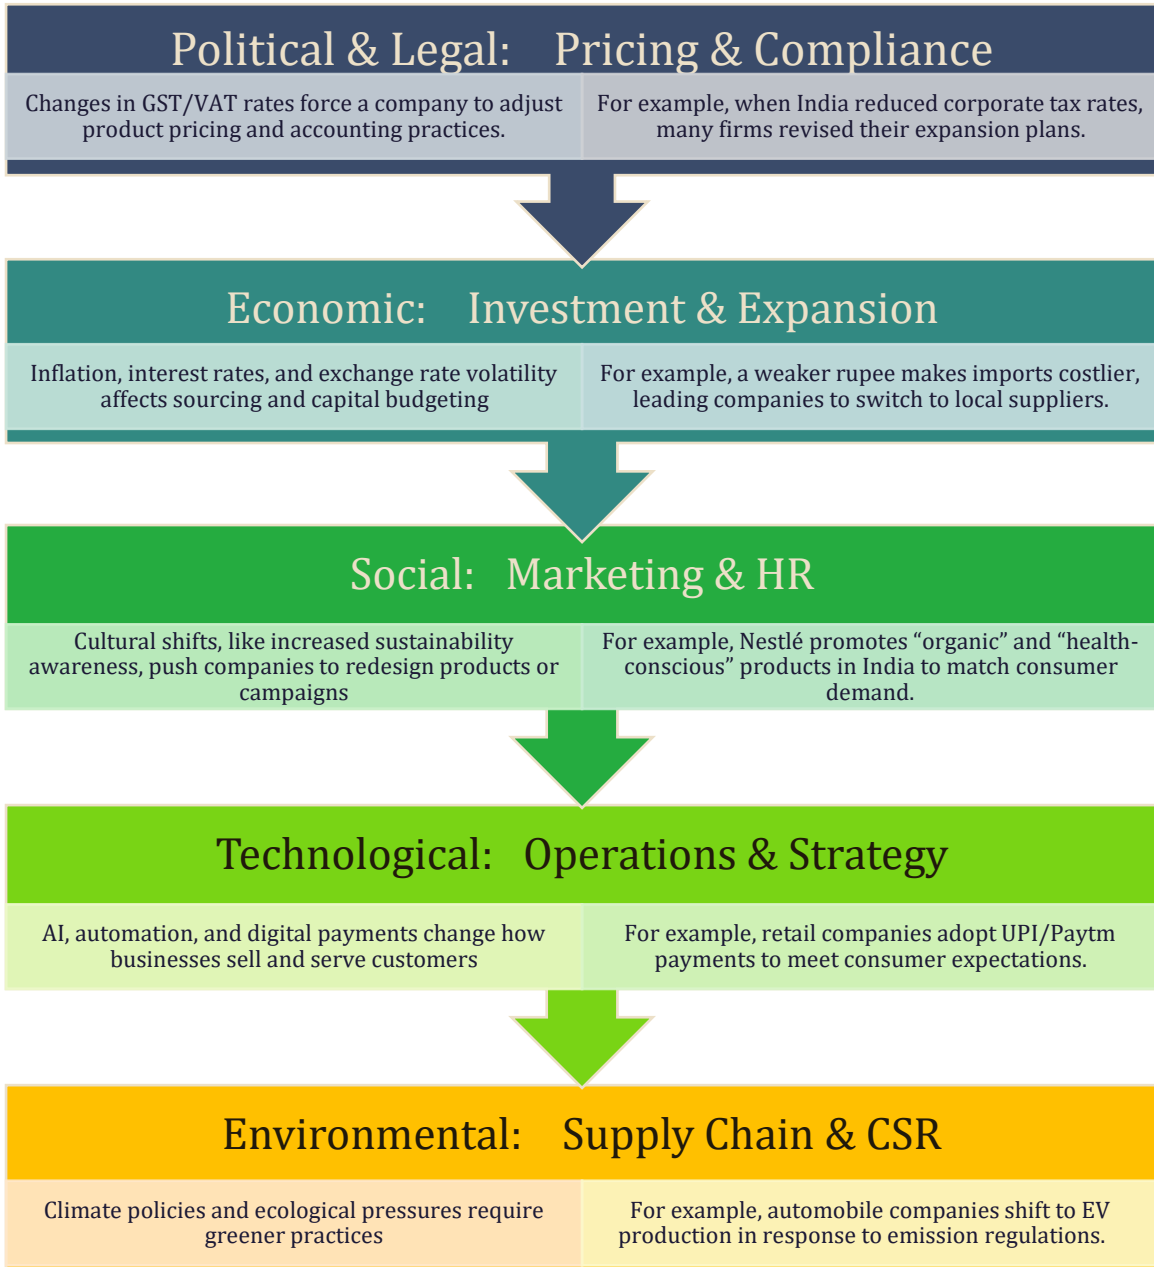 Political & Legal: Pricing & Compliance
Changes in GST/VAT rates force a company to adjust
product pricing and accounting practices.
For example, when India reduced corporate tax rates,
many firms revised their expansion plans.
Economic: Investment & Expansion
Inflation, interest rates, and exchange rate volatility
affects sourcing and capital budgeting
For example, a weaker rupee makes imports costlier,
leading companies to switch to local suppliers.
Social: Marketing & HR
Cultural shifts, like increased sustainability
awareness, push companies to redesign products or
campaigns
For example, Nestlé promotes “organic” and “health-
conscious” products in India to match consumer
demand.
Technological: Operations & Strategy
AI, automation, and digital payments change how
businesses sell and serve customers
For example, retail companies adopt UPI/Paytm
payments to meet consumer expectations.
Environmental: Supply Chain & CSR
Climate policies and ecological pressures require
greener practices
For example, automobile companies shift to EV
production in response to emission regulations.